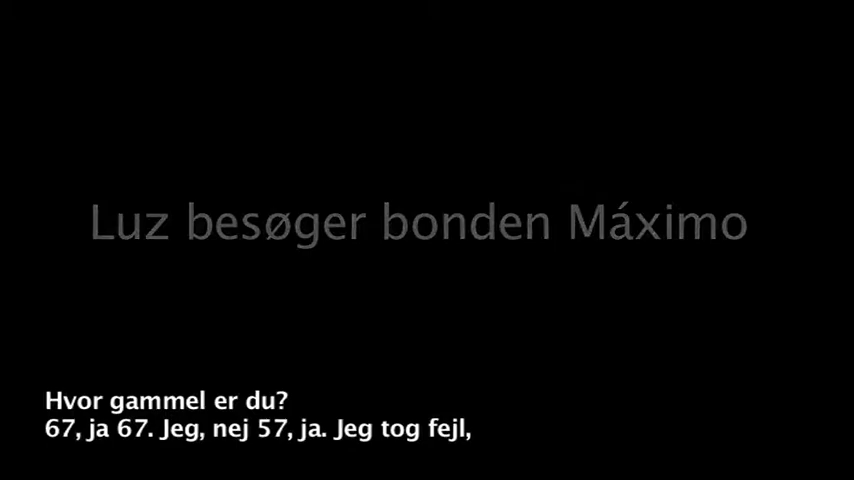 Luz besøger bonden Máximo
Hvor gammel er du?
67, ja 67. Jeg, nej 57, ja. Jeg tog fejl,